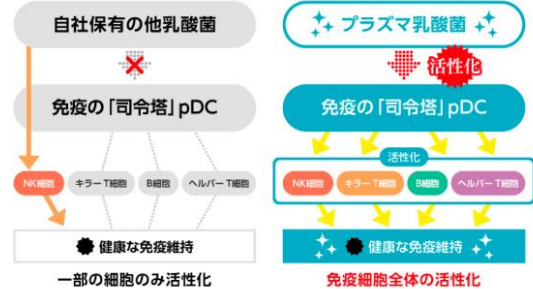 自社保有の他乳酸菌
免疫の「司令塔」pDC
NK細胞
キラーT細胞
B細胞
ヘルパーT細胞
健康な免疫維持
一部の細胞のみ活性化
プラズマ乳酸菌
活性化
免疫の「司令塔」pDC
活性化
NK細胞
キラーT細胞
B細胞
ヘルパーT細胞
健康な免疫維持
免疫細胞全体の活性化